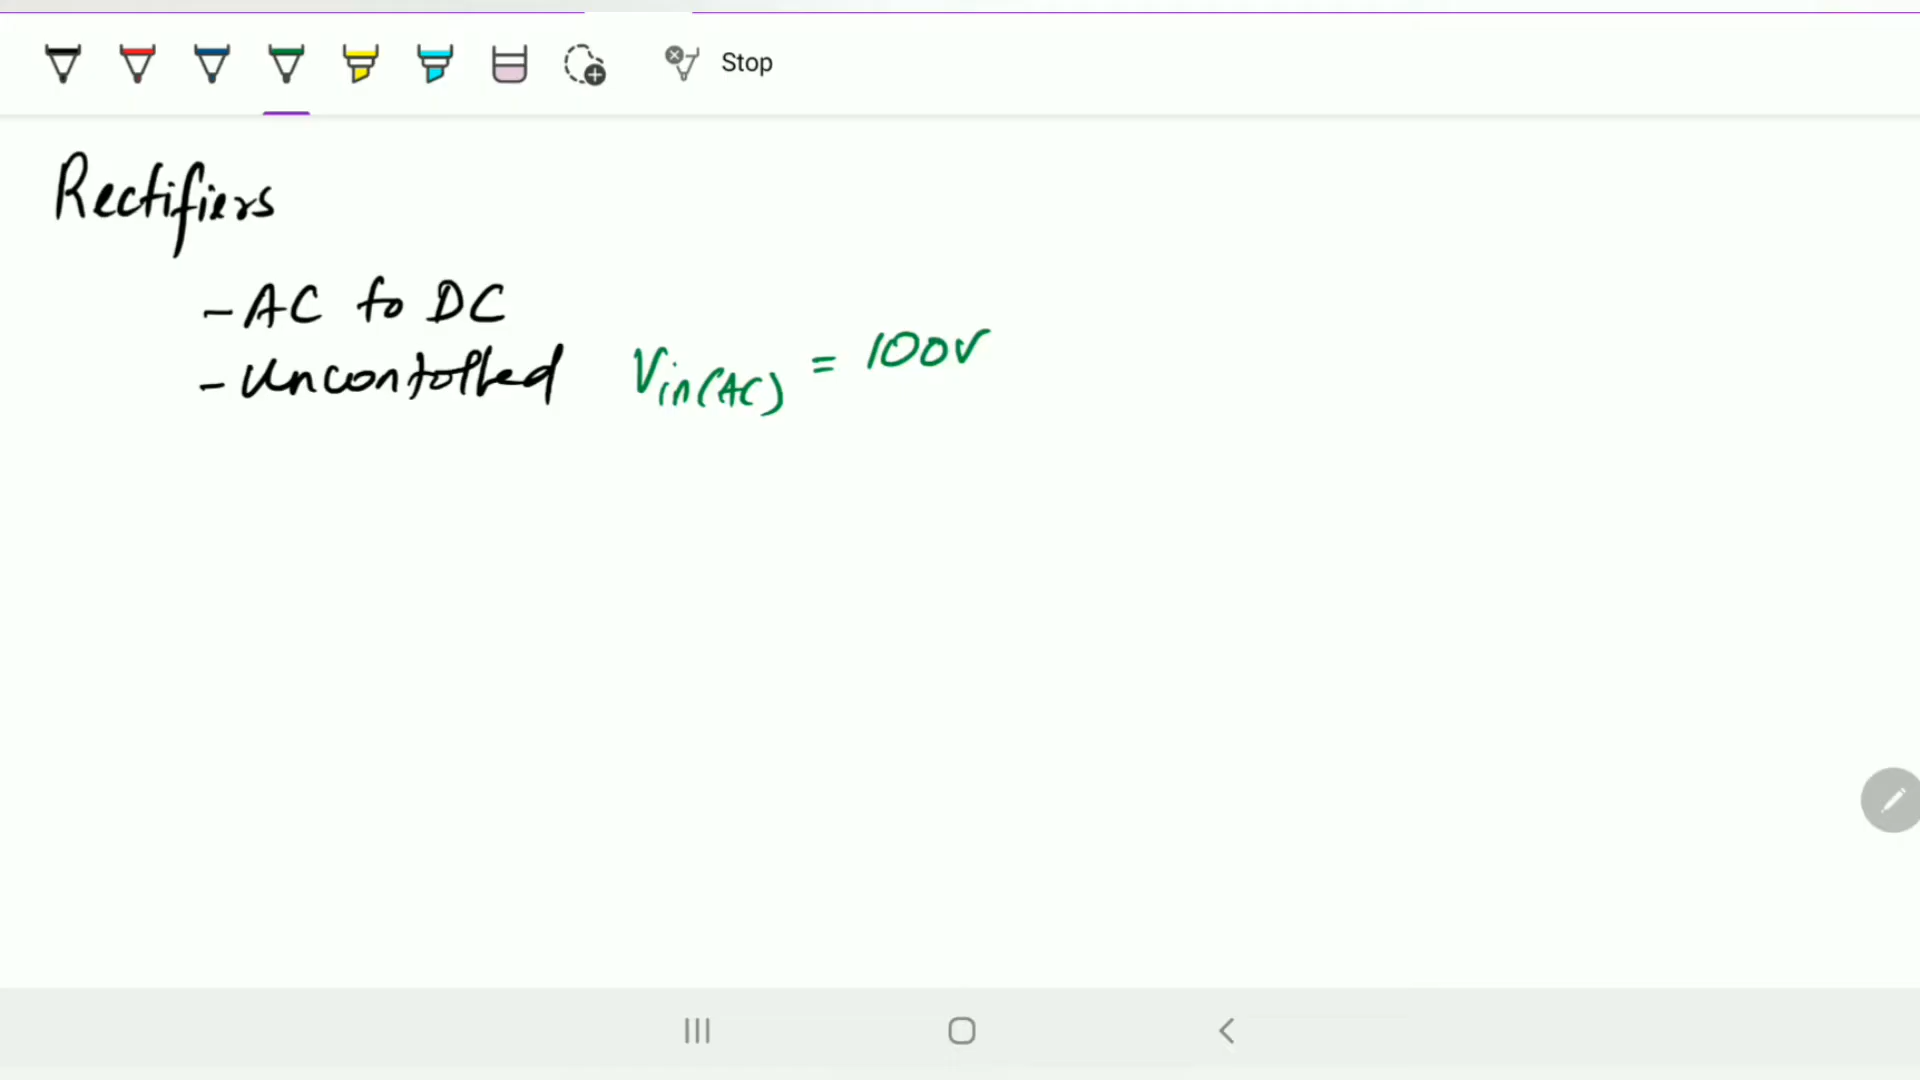 Stop
Rectifiers
- AC to DC
- Uncontolled Vin(AC) = 100V